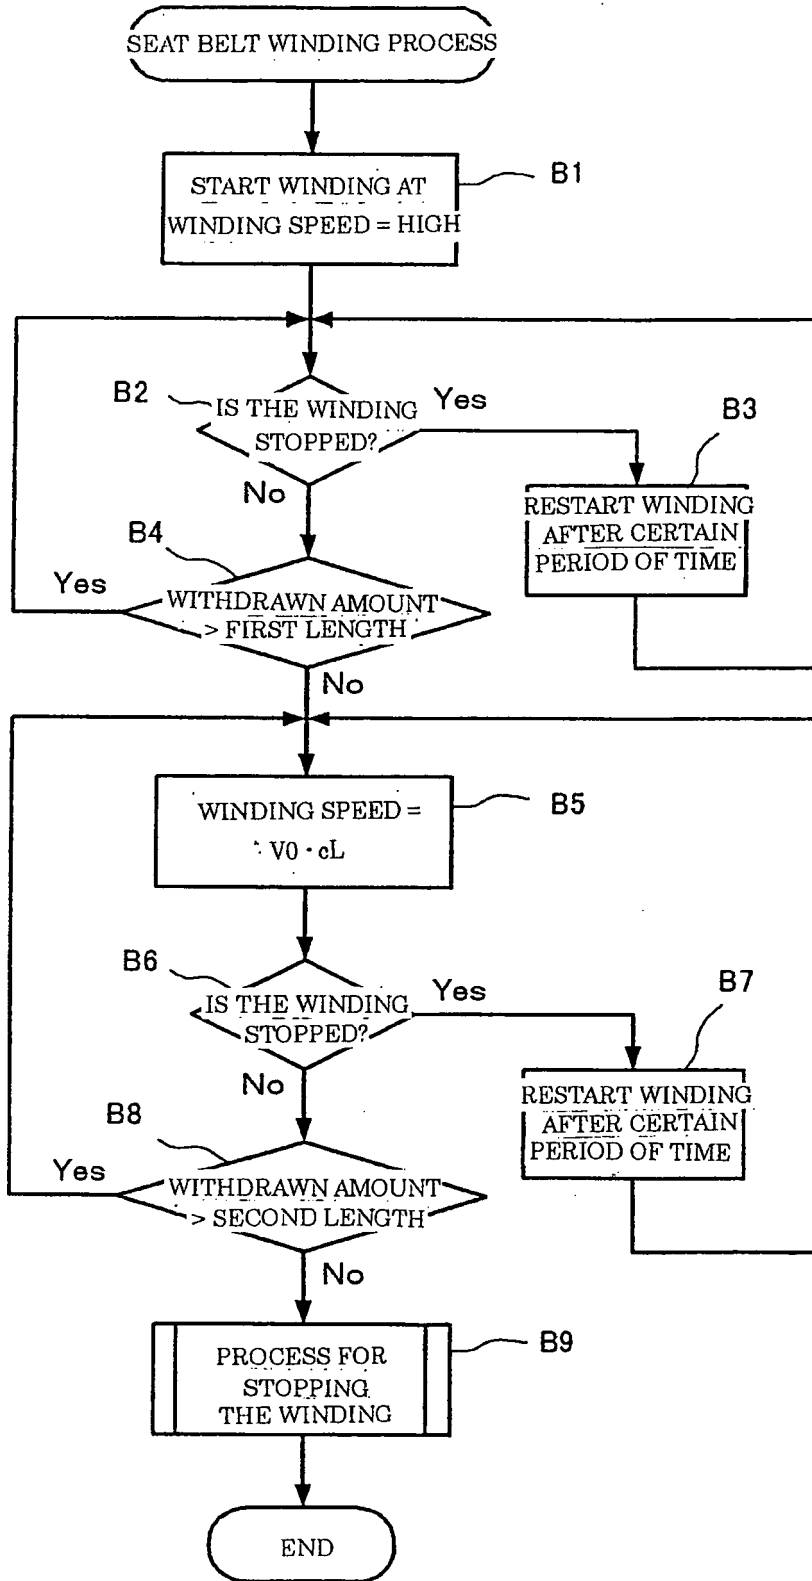 SEAT BELT WINDING PROCESS
B1
START WINDING AT
WINDING SPEED = HIGH
B2
IS THE WINDING
STOPPED?
Yes
No
B3
RESTART WINDING
AFTER CERTAIN
PERIOD OF TIME
B4
Yes
WITHDRAWN AMOUNT
> FIRST LENGTH
No
B5
WINDING SPEED =
V0 · cL
B6
IS THE WINDING
STOPPED?
Yes
No
B7
RESTART WINDING
AFTER CERTAIN
PERIOD OF TIME
B8
Yes
WITHDRAWN AMOUNT
> SECOND LENGTH
No
B9
PROCESS FOR
STOPPING
THE WINDING
END